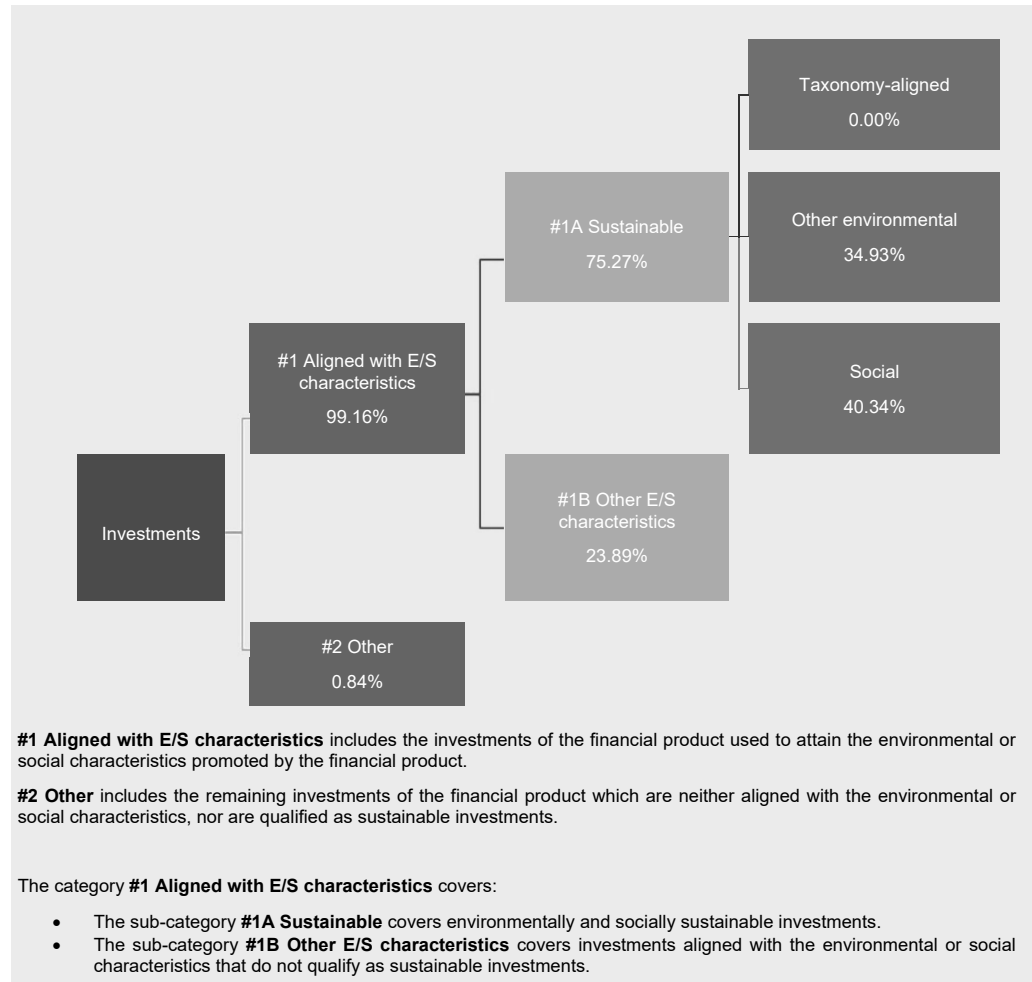 Taxonomy-aligned
0.00%
#1A Sustainable
75.27%
Other environmental
34.93%
#1 Aligned with E/S
characteristics
99.16%
Social
40.34%
Investments
#1B Other E/S
characteristics
23.89%
#2 Other
0.84%
#1 Aligned with E/S characteristics includes the investments of the financial product used to attain the environmental or
social characteristics promoted by the financial product.
#2 Other includes the remaining investments of the financial product which are neither aligned with the environmental or
social characteristics, nor are qualified as sustainable investments.
The category #1 Aligned with E/S characteristics covers:
• The sub-category #1A Sustainable covers environmentally and socially sustainable investments.
• The sub-category #1B Other E/S characteristics covers investments aligned with the environmental or social
characteristics that do not qualify as sustainable investments.